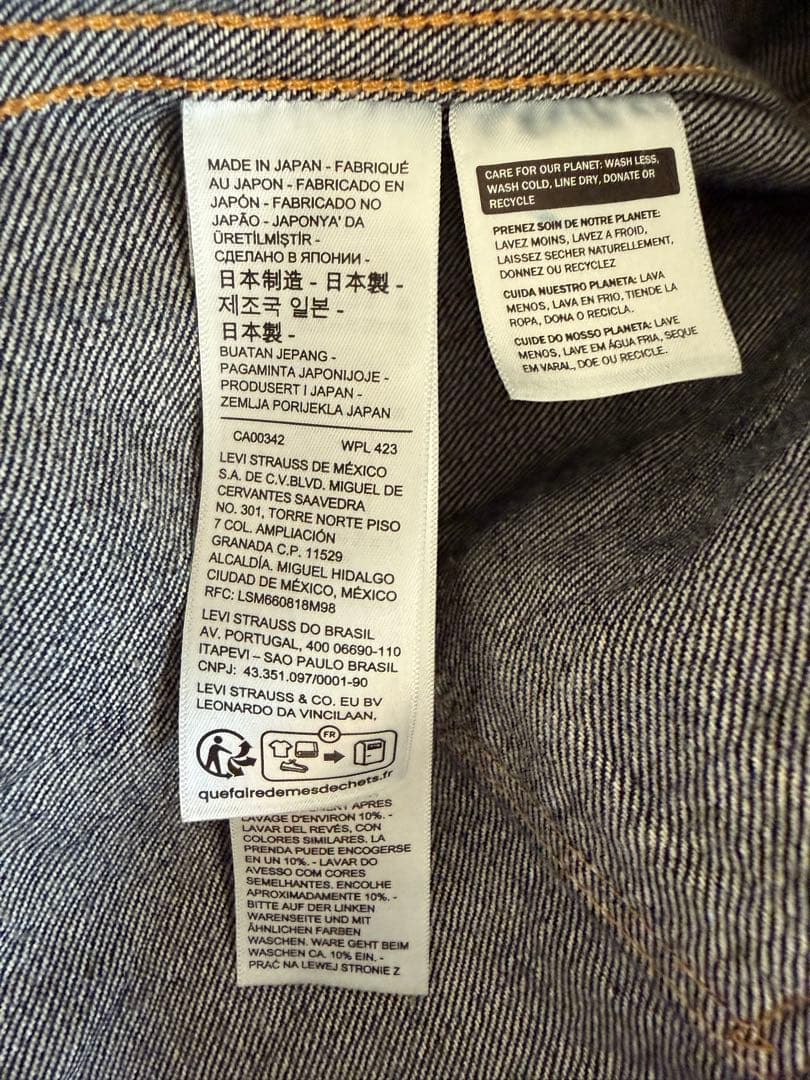 MADE IN JAPAN - FABRIQUÉ
AU JAPON - FABRICADO EN
JAPÓN - FABRICADO NO
JAPÃO - JAPONYA' DA
ÜRETİLMİŞTİR -
СДЕЛАНО В ЯПОНИИ -
日本制造 - 日本製 -
제조국 일본 -
日本製 -
BUATAN JEPANG -
PAGAMINTA JAPONIJOJE -
PRODUSERT I JAPAN -
ZEMLJA PORIJEKLA JAPAN
CA00342 WPL 423
LEVI STRAUSS DE MÉXICO
S.A. DE C.V.BLVD. MIGUEL DE
CERVANTES SAAVEDRA
NO. 301, TORRE NORTE PISO
7 COL. AMPLIACIÓN
GRANADA C.P. 11529
ALCALDÍA. MIGUEL HIDALGO
CIUDAD DE MÉXICO, MÉXICO
RFC: LSM660818M98
LEVI STRAUSS DO BRASIL
AV. PORTUGAL, 400 06690-110
ITAPEVI – SAO PAULO BRASIL
CNPJ: 43.351.097/0001-90
LEVI STRAUSS & CO. EU BV
LEONARDO DA VINCILAAN,
FR
quefairedemesdechets.fr
APRES
LAVAGE D'ENVIRON 10%. -
LAVAR DEL REVÉS, CON
COLORES SIMILARES. LA
PRENDA PUEDE ENCOGERSE
EN UN 10%. - LAVAR DO
AVESSO COM CORES
SEMELHANTES. ENCOLHE
APROXIMADAMENTE 10%. -
BITTE AUF DER LINKEN
WARENSEITE UND MIT
ÄHNLICHEN FARBEN
WASCHEN. WARE GEHT BEIM
WASCHEN CA. 10% EIN. -
PRAĆ NA LEWEJ STRONIE Z
CARE FOR OUR PLANET: WASH LESS,
WASH COLD, LINE DRY, DONATE OR
RECYCLE
PRENEZ SOIN DE NOTRE PLANETE:
LAVEZ MOINS, LAVEZ A FROID,
LAISSEZ SECHER NATURELLEMENT,
DONNEZ OU RECYCLEZ
CUIDA NUESTRO PLANETA: LAVA
MENOS, LAVA EN FRIO, TIENDE LA
ROPA, DONA O RECICLA.
CUIDE DO NOSSO PLANETA: LAVE
MENOS, LAVE EM ÁGUA FRIA, SEQUE
EM VARAL, DOE OU RECICLE.